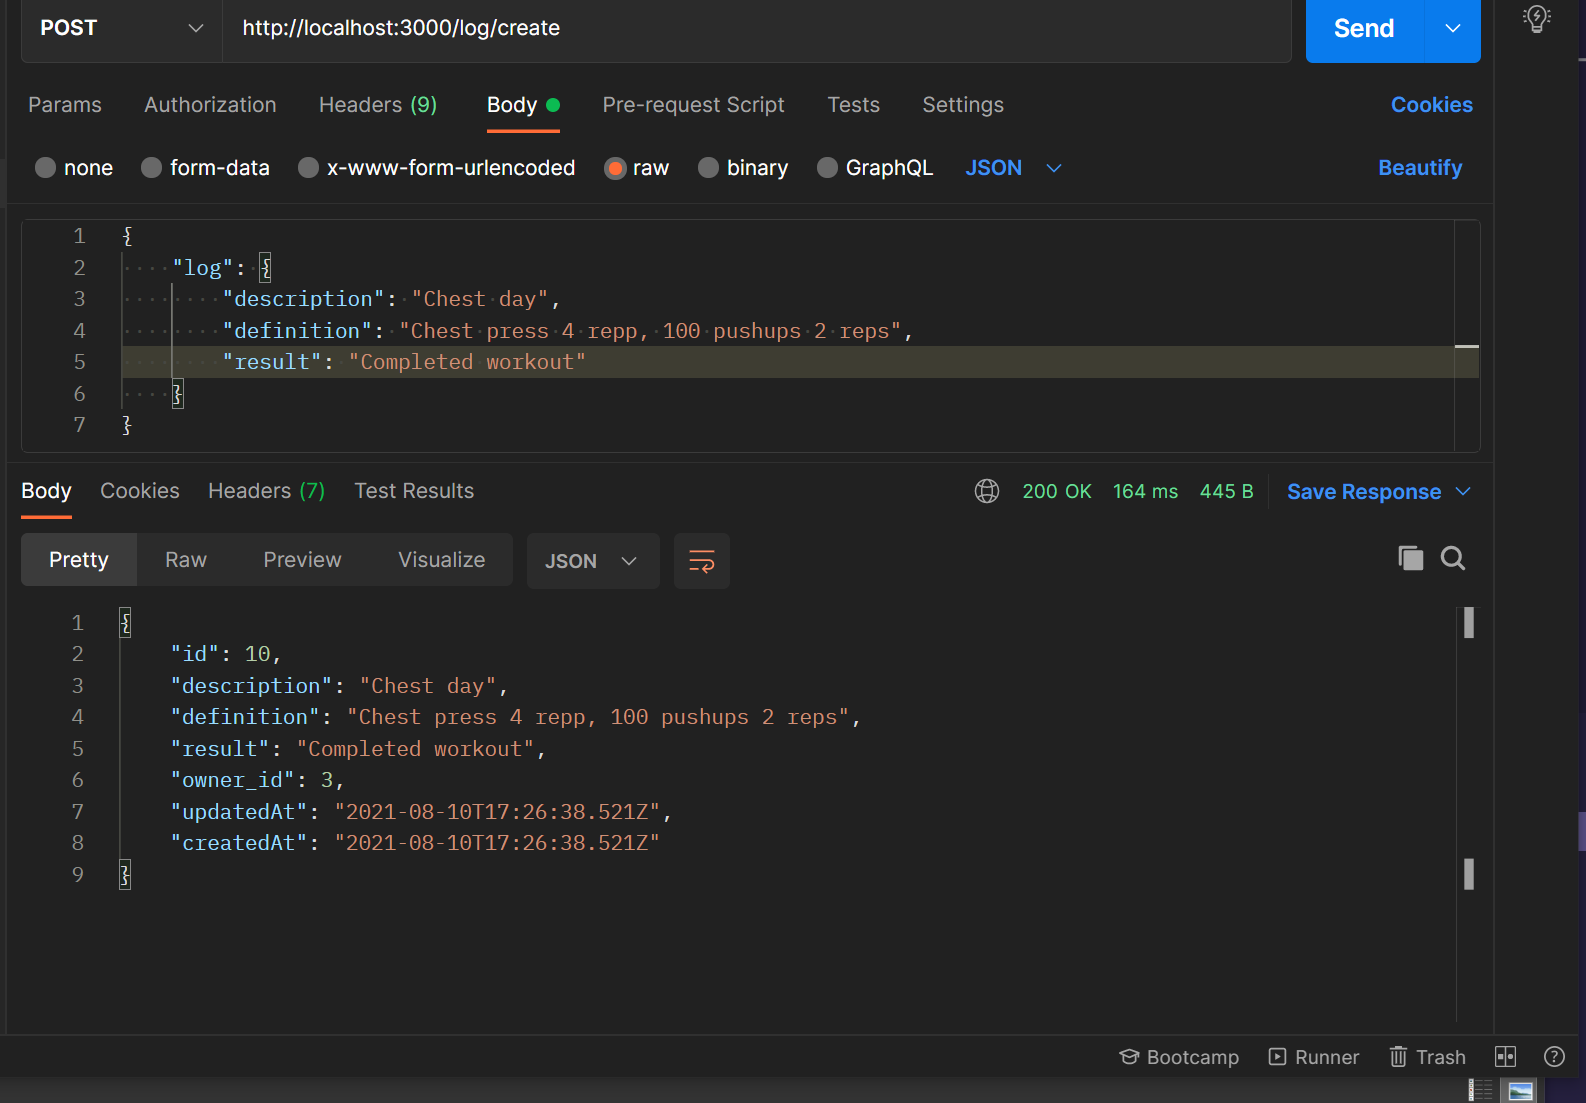 POST http://localhost:3000/log/create Send
Params Authorization Headers (9) Body Pre-request Script Tests Settings Cookies
none form-data x-www-form-urlencoded raw binary GraphQL JSON Beautify
1 {
2 "log": {
3 "description": "Chest day",
4 "definition": "Chest press 4 repp, 100 pushups 2 reps",
5 "result": "Completed workout"
6 }
7 }
Body Cookies Headers (7) Test Results 200 OK 164 ms 445 B Save Response
Pretty Raw Preview Visualize JSON
1 {
2 "id": 10,
3 "description": "Chest day",
4 "definition": "Chest press 4 repp, 100 pushups 2 reps",
5 "result": "Completed workout",
6 "owner_id": 3,
7 "updatedAt": "2021-08-10T17:26:38.521Z",
8 "createdAt": "2021-08-10T17:26:38.521Z"
9 }
Bootcamp Runner Trash